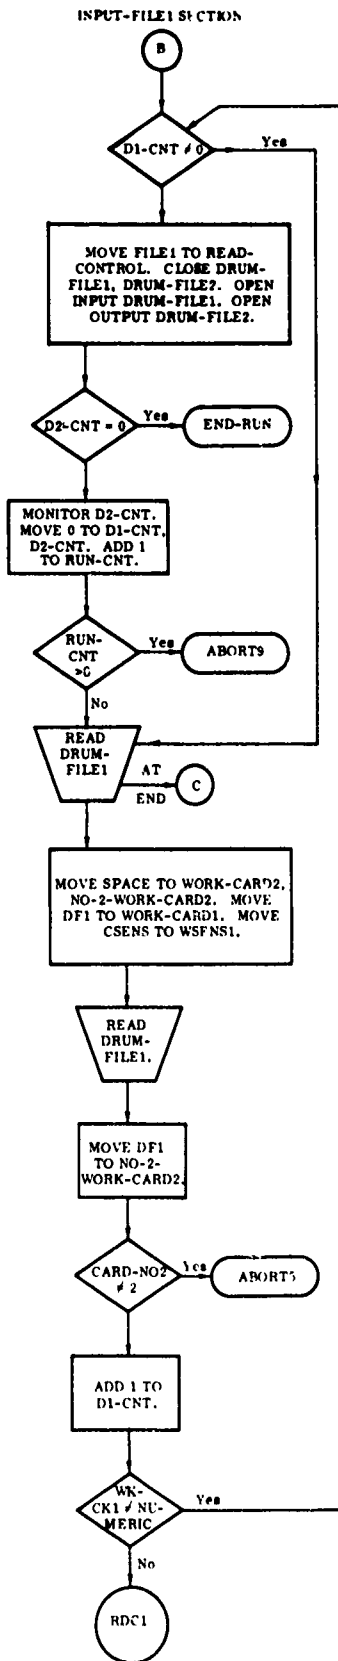 INPUT-FILE1 SECTION
B
D1-CNT ≠ 0
Yes
MOVE FILE1 TO READ-
CONTROL. CLOSE DRUM-
FILE1, DRUM-FILE2. OPEN
INPUT DRUM-FILE1. OPEN
OUTPUT DRUM-FILE2.
D2-CNT = 0
Yes
END-RUN
MONITOR D2-CNT.
MOVE 0 TO D1-CNT,
D2-CNT. ADD 1
TO RUN-CNT.
RUN-
CNT
Yes
ABORT9
No
READ
DRUM-
FILE1
AT
END
C
MOVE SPACE TO WORK-CARD2,
NO-2-WORK-CARD2. MOVE
DF1 TO WORK-CARD1. MOVE
CSENS TO WSENS1.
READ
DRUM-
FILE1.
MOVE DF1
TO NO-2-
WORK-CARD2.
CARD-NO2
≠ 2
Yes
ABORT5
ADD 1 TO
D1-CNT.
WK-
CK1 ≠ NU-
MERIC
Yes
No
RDC1